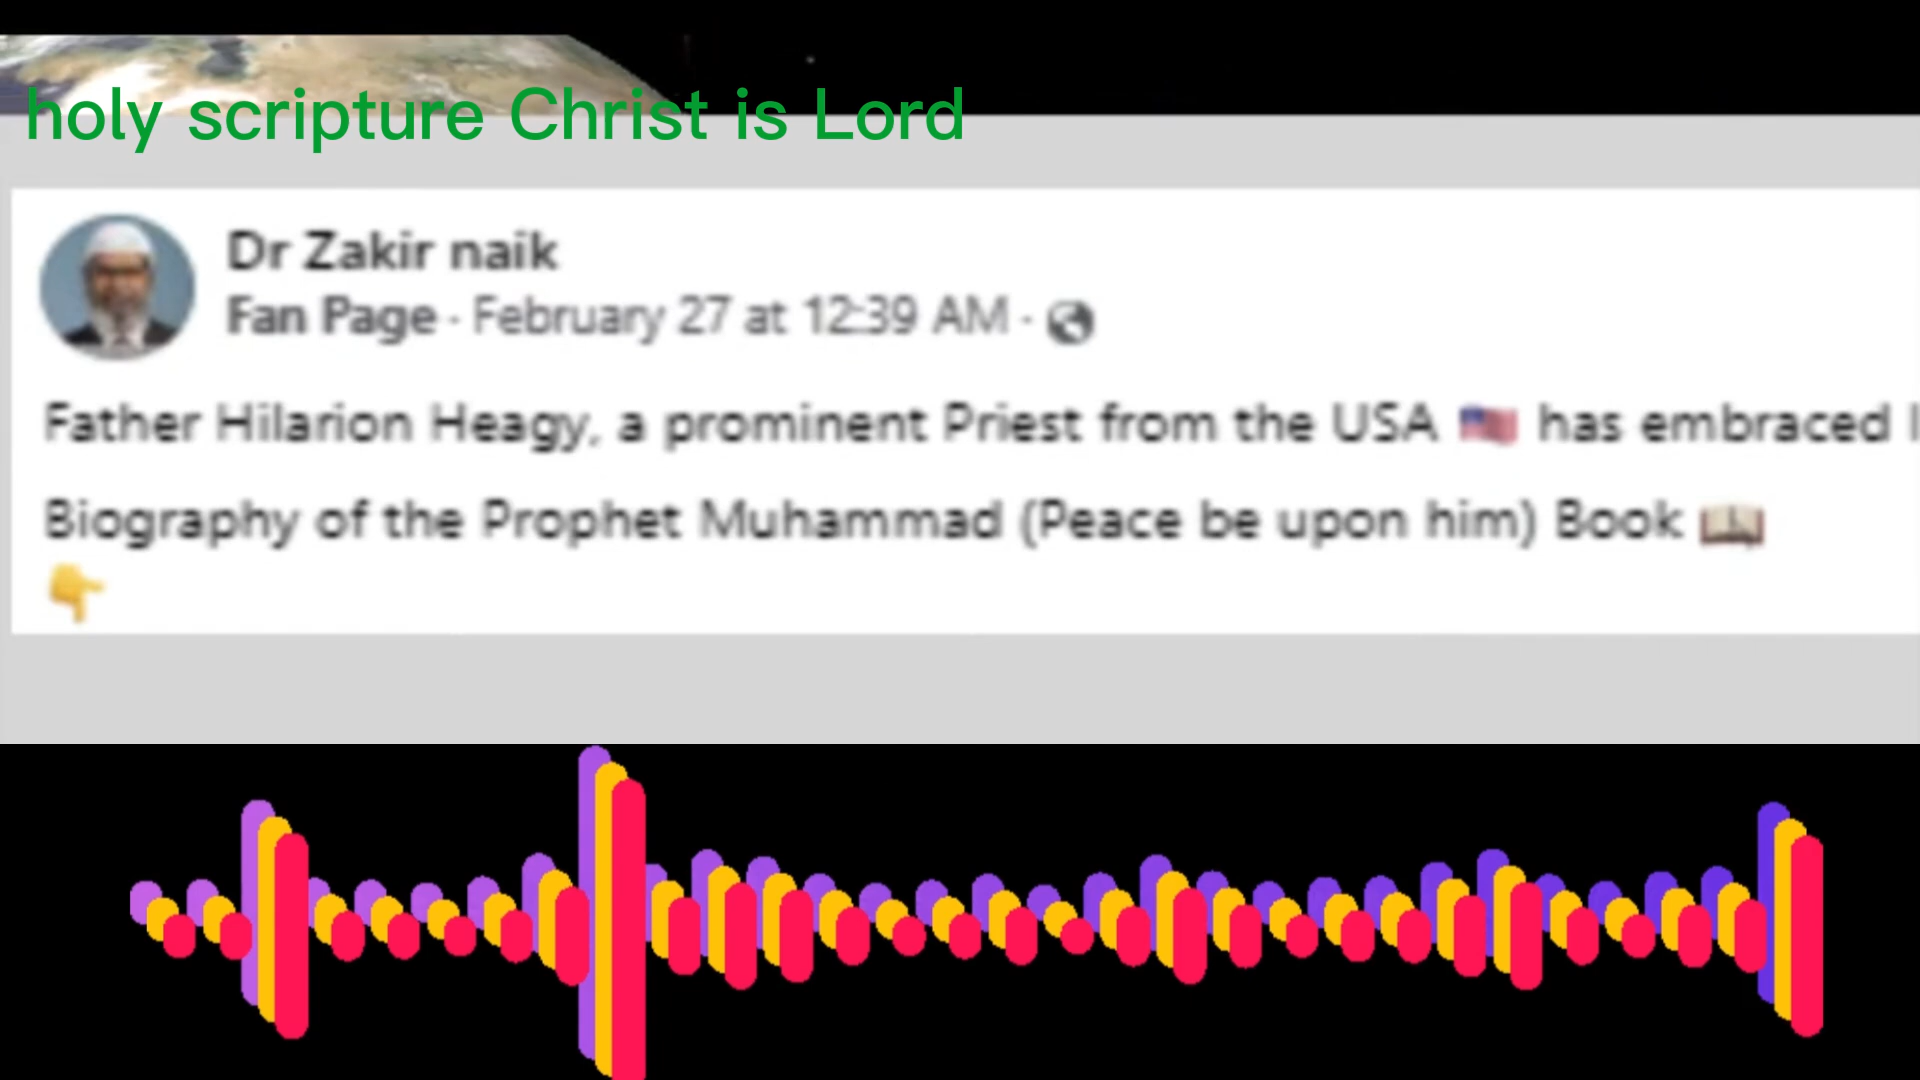 holy scripture Christ is Lord
Dr Zakir naik
Fan Page · February 27 at 12:39 AM ·
Father Hilarion Heagy, a prominent Priest from the USA 🇺🇸 has embraced
Biography of the Prophet Muhammad (Peace be upon him) Book 📖
👇